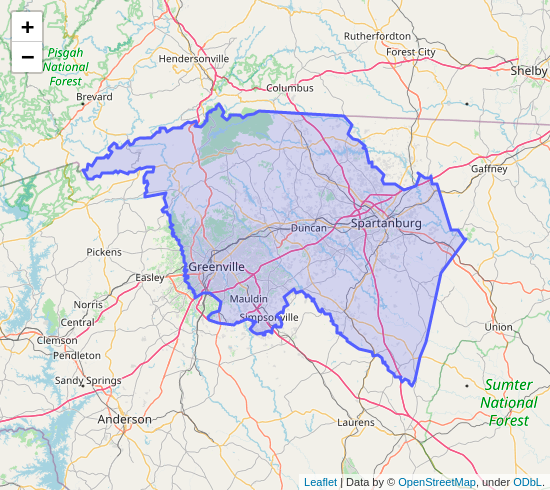 +
−
Pisgah
National
Forest
Rutherfordton
Forest City
Hendersonville
Shelby
Columbus
Brevard
Gaffney
Duncan
Spartanburg
Pickens
Greenville
Easley
Mauldin
Norris
Simpsonville
Central
Union
Clemson
Pendleton
Sandy Springs
Sumter
National
Forest
Anderson
Laurens
Leaflet | Data by © OpenStreetMap, under ODbL.